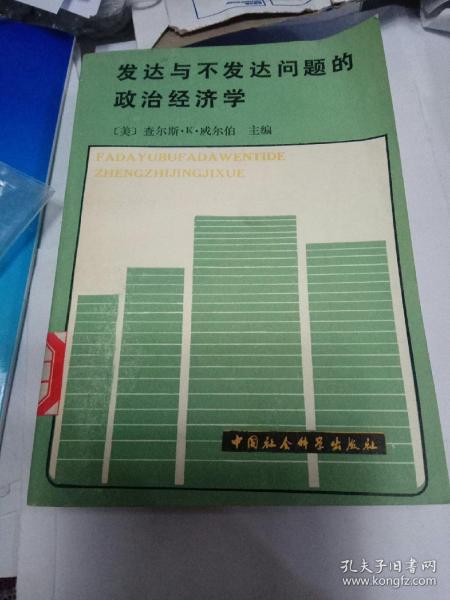 发达与不发达问题的
政治经济学
〔美〕查尔斯·K·威尔伯 主编
FADAYUBUFADAWENTIDE
ZHENGZHIJINGJIXUE
中国社会科学出版社
孔夫子旧书网
www.kongfz.com